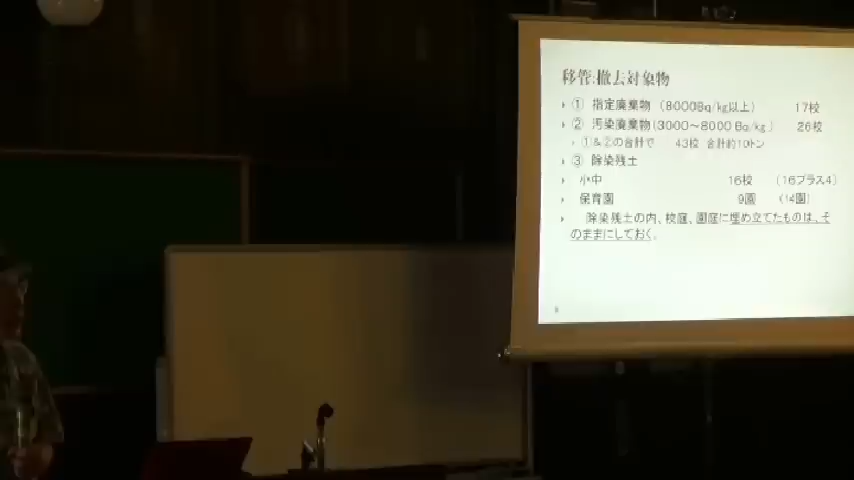 移管:撤去対象物
① 指定廃棄物 (8000Bq/kg以上) 17校
② 汚染廃棄物(3000～8000 Bq/kg) 26校
①&②の合計で 43校 合計約10トン
③ 除染残土
小中 16校 (16プラス4)
保育園 9園 (14園)
除染残土の内、校庭、園庭に埋め立てたものは、そ
のままにしておく。